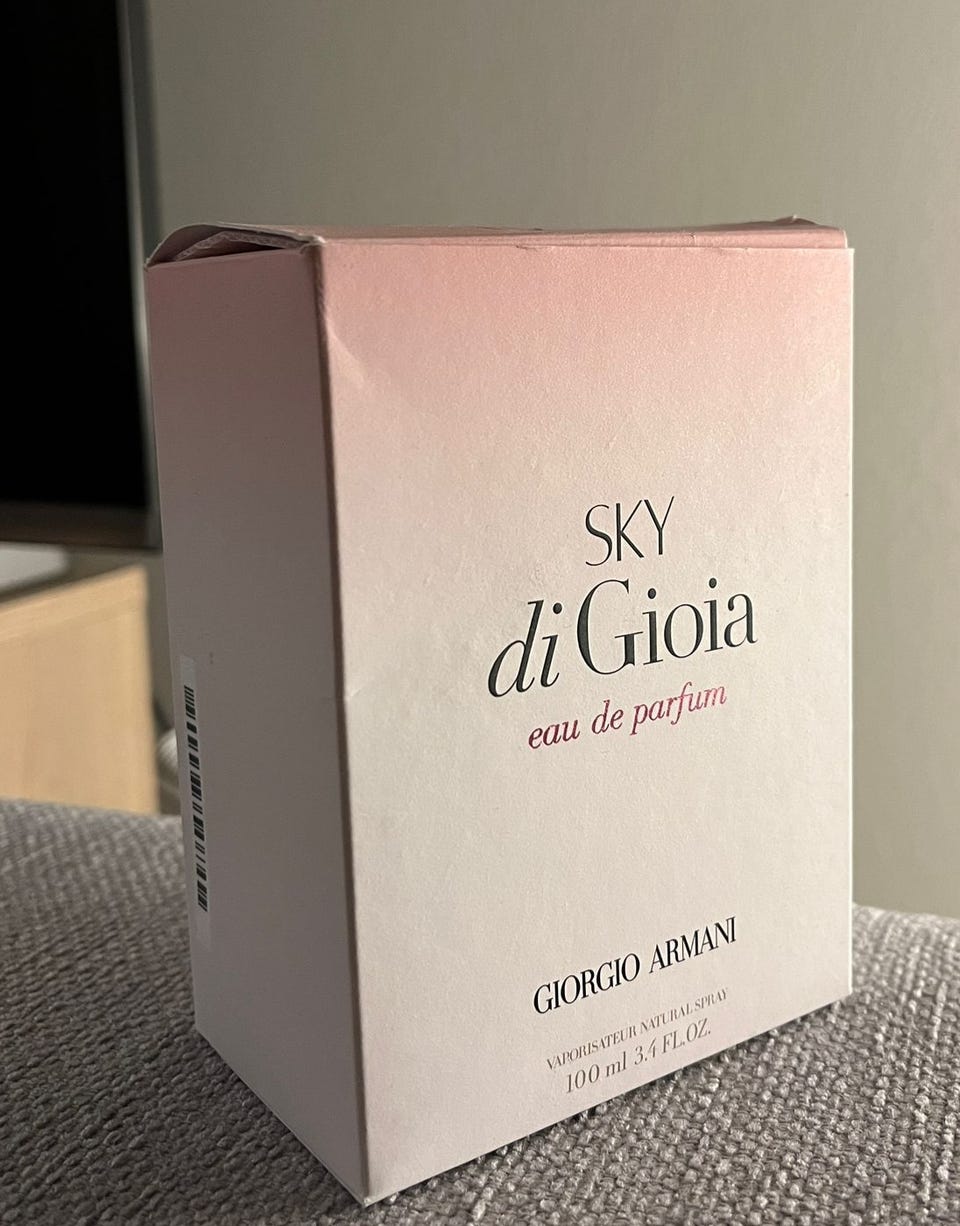 SKY
di Gioia
eau de parfum
GIORGIO ARMANI
VAPORISATEUR NATURAL SPRAY
100 ml 3.4 FL.OZ.